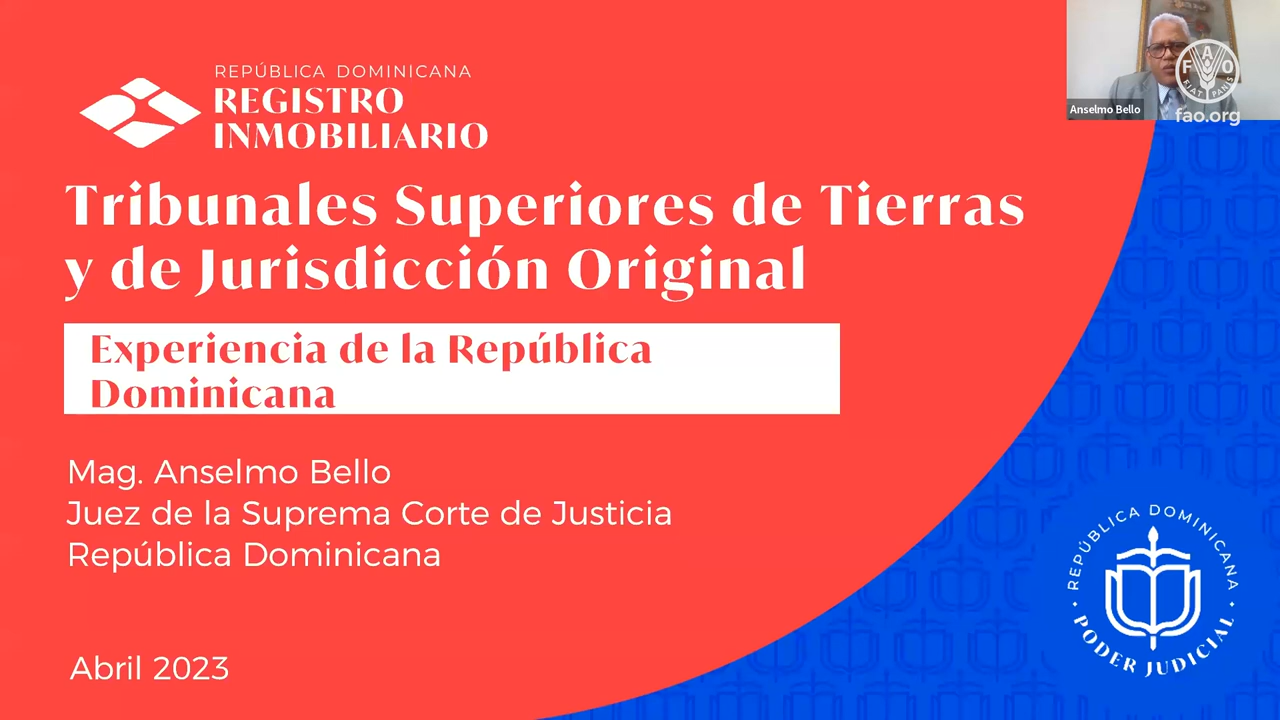 REPÚBLICA DOMINICANA
REGISTRO
INMOBILIARIO
Tribunales Superiores de Tierras
y de Jurisdicción Original
Experiencia de la República
Dominicana
Mag. Anselmo Bello
Juez de la Suprema Corte de Justicia
República Dominicana
Abril 2023
Anselmo Bello
FAO
FIAT PANIS
fao.org
REPÚBLICA DOMINICANA
PODER JUDICIAL